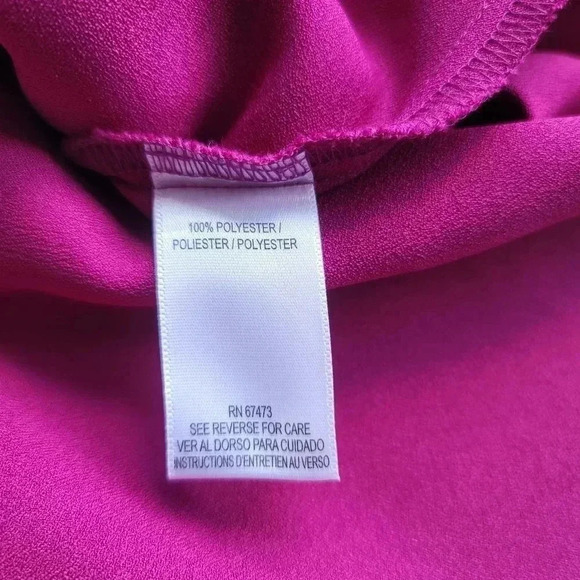 100% POLYESTER /
POLIESTER / POLYESTER
RN 67473
SEE REVERSE FOR CARE
VER AL DORSO PARA CUIDADO
INSTRUCTIONS D'ENTRETIEN AU VERSO